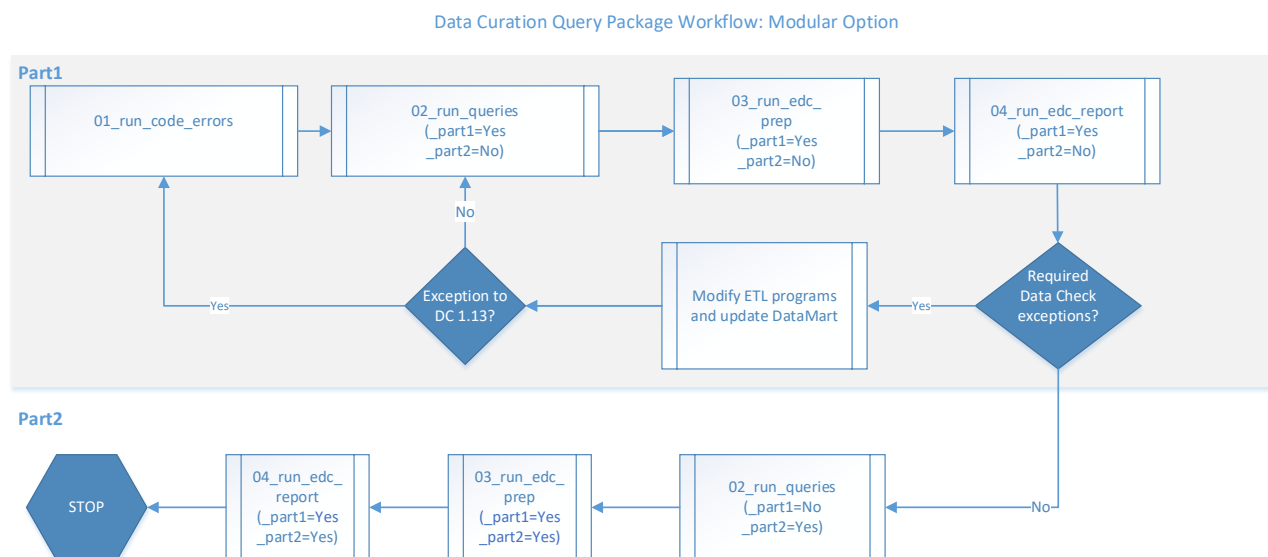 Data Curation Query Package Workflow: Modular Option
Part1
01_run_code_errors
02_run_queries
(_part1=Yes
_part2=No)
03_run_edc_
prep
(_part1=Yes
_part2=No)
04_run_edc_report
(_part1=Yes
_part2=No)
No
Exception to
DC 1.13?
Yes
Modify ETL programs
and update DataMart
Yes
Required
Data Check
exceptions?
Part2
STOP
04_run_edc_
report
(_part1=Yes
_part2=Yes)
03_run_edc_
prep
(_part1=Yes
_part2=Yes)
02_run_queries
(_part1=No
_part2=Yes)
No